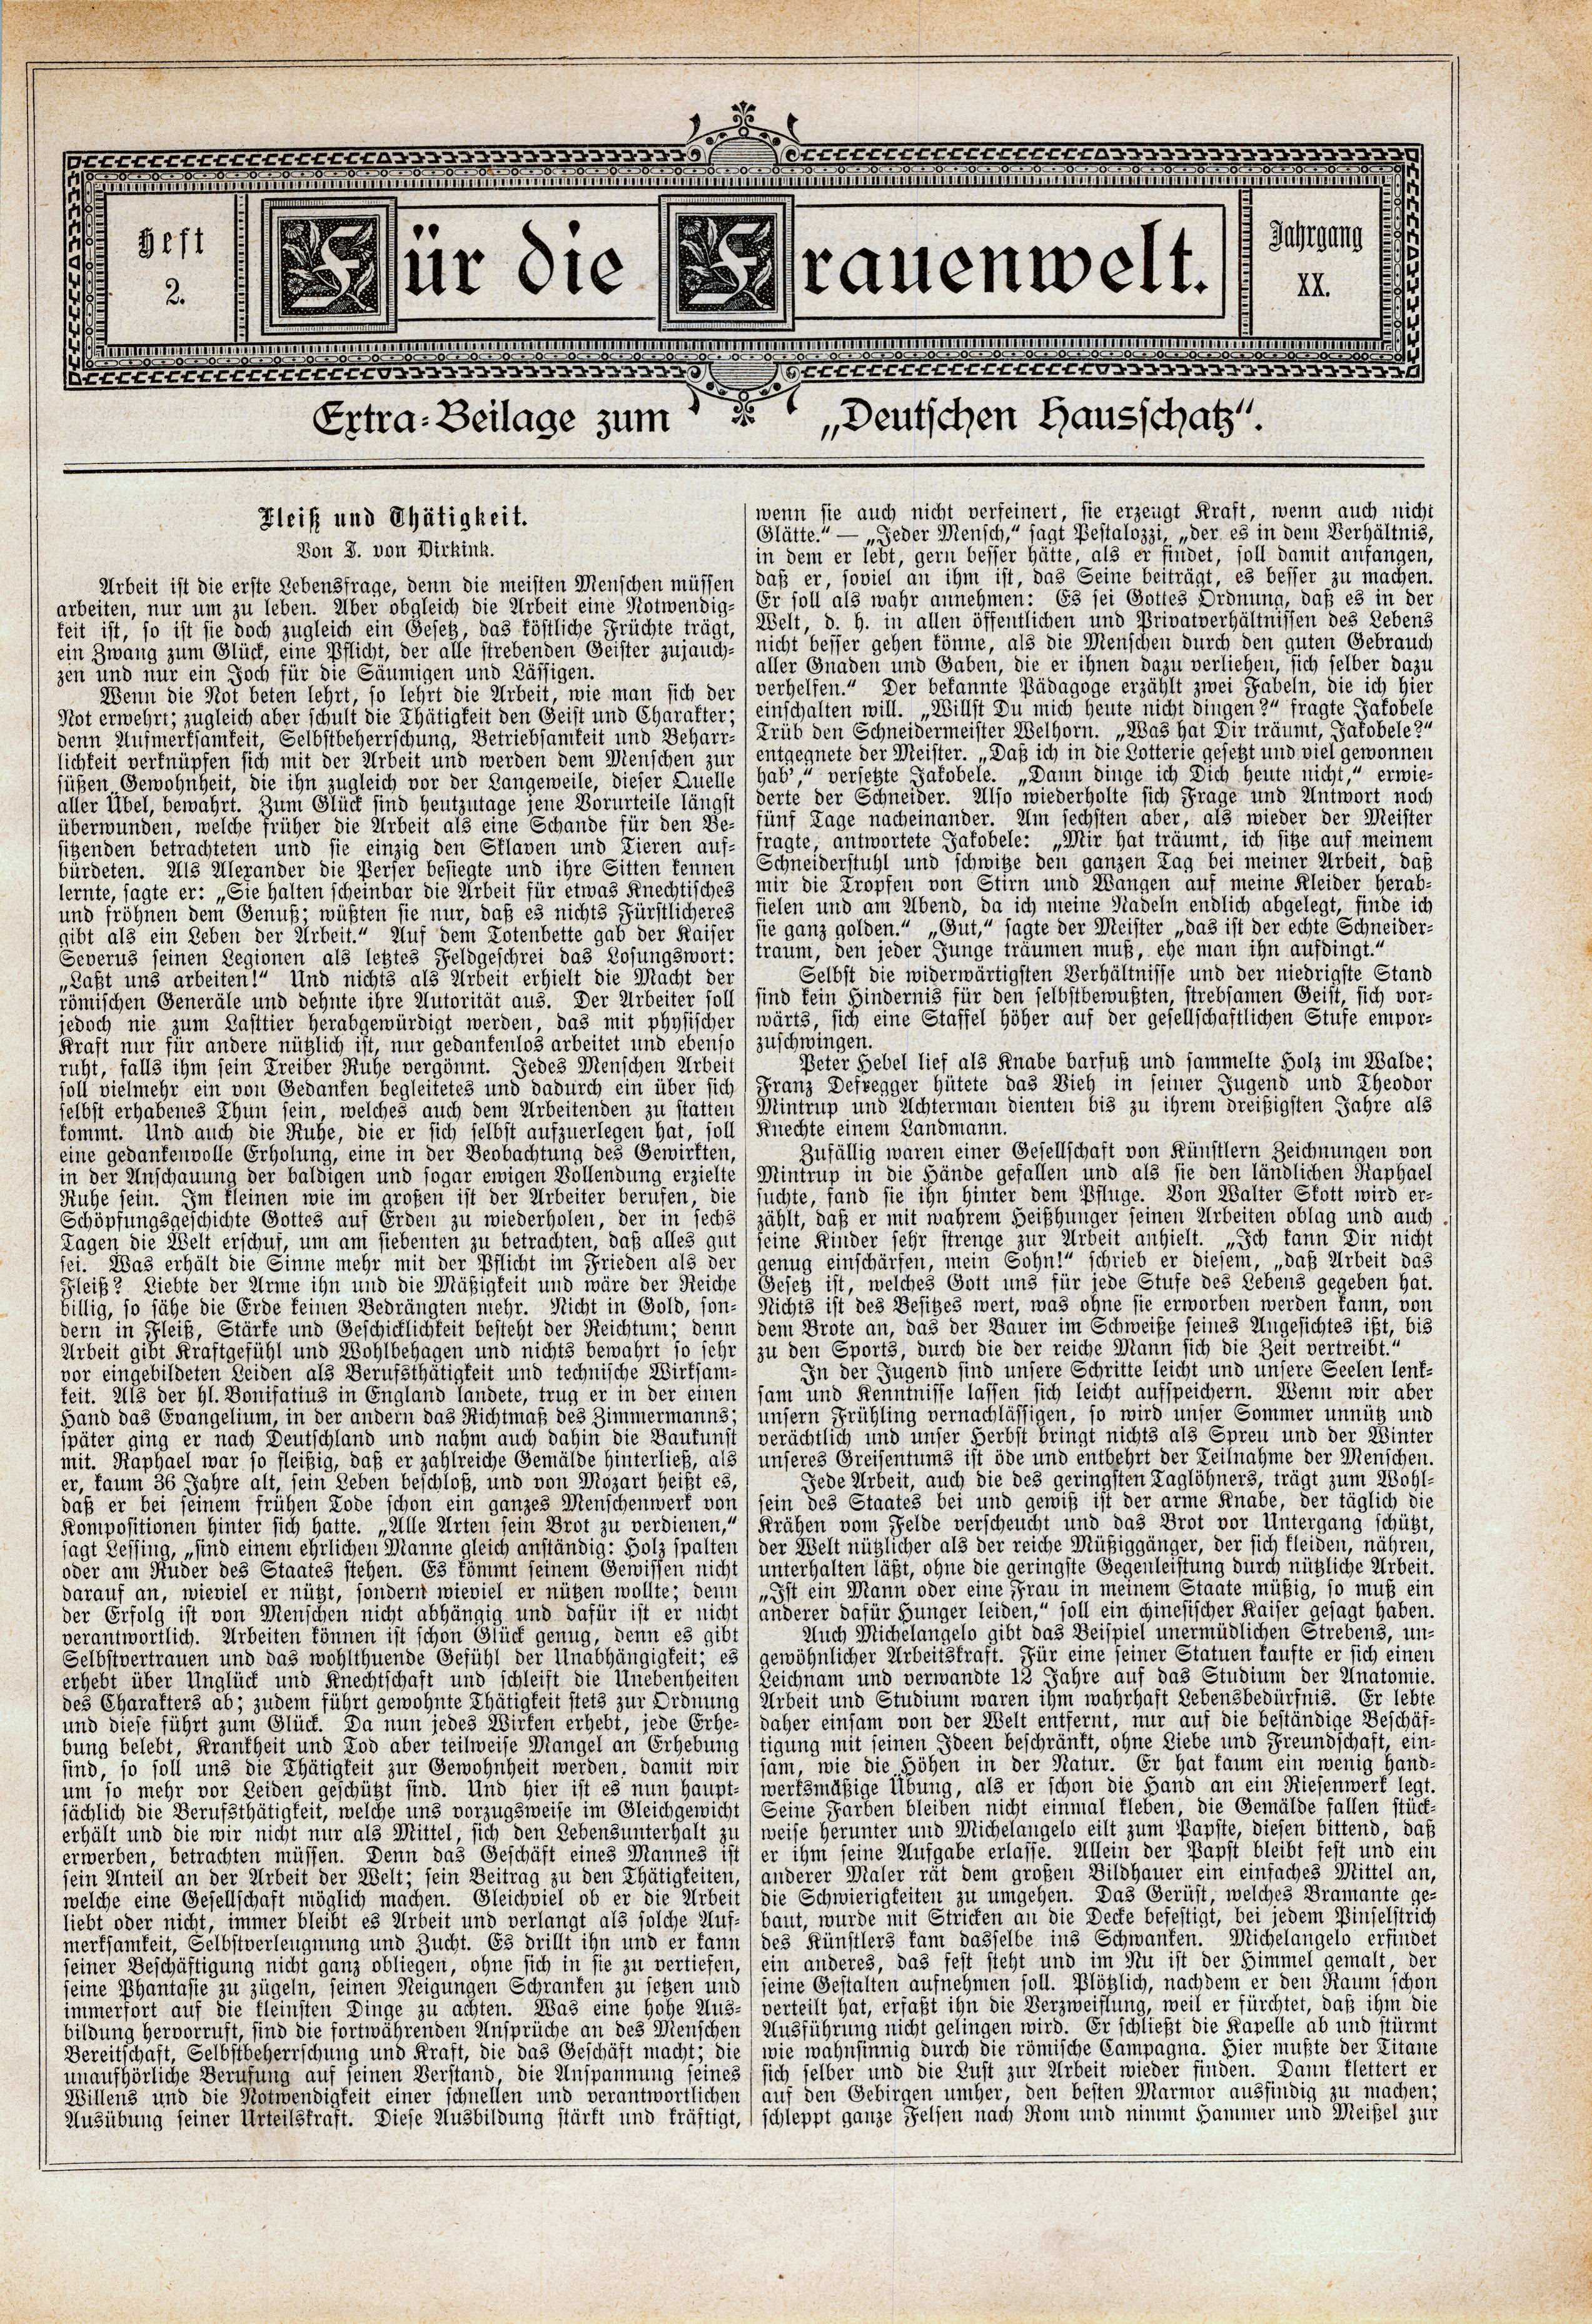 Heft
2.
Für die Frauenwelt.
Jahrgang
XX.
Extra-Beilage zum „Deutschen Hausschatz“.
Fleiß und Thätigkeit.
Von I. von Dirkink.
Arbeit ist die erste Lebensfrage, denn die meisten Menschen müssen
arbeiten, nur um zu leben. Aber obgleich die Arbeit eine Notwendig-
keit ist, so ist sie doch zugleich ein Gesetz, das köstliche Früchte trägt,
ein Zwang zum Glück, eine Pflicht, der alle strebenden Geister zujauch-
zen und nur ein Joch für die Säumigen und Lässigen.
Wenn die Not beten lehrt, so lehrt die Arbeit, wie man sich der
Not erwehrt; zugleich aber schult die Thätigkeit den Geist und Charakter;
denn Aufmerksamkeit, Selbstbeherrschung, Betriebsamkeit und Beharr-
lichkeit verknüpfen sich mit der Arbeit und werden dem Menschen zur
süßen Gewohnheit, die ihn zugleich vor der Langeweile, dieser Quelle
aller Übel, bewahrt. Zum Glück sind heutzutage jene Vorurteile längst
überwunden, welche früher die Arbeit als eine Schande für den Be-
sitzenden betrachteten und sie einzig den Sklaven und Tieren auf-
bürdeten. Als Alexander die Perser besiegte und ihre Sitten kennen
lernte, sagte er: „Sie halten scheinbar die Arbeit für etwas Knechtisches
und fröhnen dem Genuß; wüßten sie nur, daß es nichts Fürstlicheres
gibt als ein Leben der Arbeit.“ Auf dem Totenbette gab der Kaiser
Severus seinen Legionen als letztes Feldgeschrei das Losungswort:
„Laßt uns arbeiten!“ Und nichts als Arbeit erhielt die Macht der
römischen Generäle und dehnte ihre Autorität aus. Der Arbeiter soll
jedoch nie zum Lasttier herabgewürdigt werden, das mit physischer
Kraft nur für andere nützlich ist, nur gedankenlos arbeitet und ebenso
ruht, falls ihm sein Treiber Ruhe vergönnt. Jedes Menschen Arbeit
soll vielmehr ein von Gedanken begleitetes und dadurch ein über sich
selbst erhabenes Thun sein, welches auch dem Arbeitenden zu statten
kommt. Und auch die Ruhe, die er sich selbst aufzuerlegen hat, soll
eine gedankenvolle Erholung, eine in der Beobachtung des Gewirkten,
in der Anschauung der baldigen und sogar ewigen Vollendung erzielte
Ruhe sein. Im kleinen wie im großen ist der Arbeiter berufen, die
Schöpfungsgeschichte Gottes auf Erden zu wiederholen, der in sechs
Tagen die Welt erschuf, um am siebenten zu betrachten, daß alles gut
sei. Was erhält die Sinne mehr mit der Pflicht im Frieden als der
Fleiß? Liebte der Arme ihn und die Mäßigkeit und wäre der Reiche
billig, so sähe die Erde keinen Bedrängten mehr. Nicht in Gold, son-
dern in Fleiß, Stärke und Geschicklichkeit besteht der Reichtum; denn
Arbeit gibt Kraftgefühl und Wohlbehagen und nichts bewahrt so sehr
vor eingebildeten Leiden als Berufsthätigkeit und technische Wirksam-
keit. Als der hl. Bonifatius in England landete, trug er in der einen
Hand das Evangelium, in der andern das Richtmaß des Zimmermanns;
später ging er nach Deutschland und nahm auch dahin die Baukunst
mit. Raphael war so fleißig, daß er zahlreiche Gemälde hinterließ, als
er, kaum 36 Jahre alt, sein Leben beschloß, und von Mozart heißt es,
daß er bei seinem frühen Tode schon ein ganzes Menschenwerk von
Kompositionen hinter sich hatte. „Alle Arten sein Brot zu verdienen,“
sagt Lessing, „sind einem ehrlichen Manne gleich anständig: Holz spalten
oder am Ruder des Staates stehen. Es kömmt seinem Gewissen nicht
darauf an, wieviel er nützt, sondern wieviel er nützen wollte; denn
der Erfolg ist von Menschen nicht abhängig und dafür ist er nicht
verantwortlich. Arbeiten können ist schon Glück genug, denn es gibt
Selbstvertrauen und das wohlthuende Gefühl der Unabhängigkeit; es
erhebt über Unglück und Knechtschaft und schleift die Unebenheiten
des Charakters ab; zudem führt gewohnte Thätigkeit stets zur Ordnung
und diese führt zum Glück. Da nun jedes Wirken erhebt, jede Erhe-
bung belebt, Krankheit und Tod aber teilweise Mangel an Erhebung
sind, so soll uns die Thätigkeit zur Gewohnheit werden, damit wir
um so mehr vor Leiden geschützt sind. Und hier ist es nun haupt-
sächlich die Berufsthätigkeit, welche uns vorzugsweise im Gleichgewicht
erhält und die wir nicht nur als Mittel, sich den Lebensunterhalt zu
erwerben, betrachten müssen. Denn das Geschäft eines Mannes ist
sein Anteil an der Arbeit der Welt; sein Beitrag zu den Thätigkeiten,
welche eine Gesellschaft möglich machen. Gleichviel ob er die Arbeit
liebt oder nicht, immer bleibt es Arbeit und verlangt als solche Auf-
merksamkeit, Selbstverleugnung und Zucht. Es drillt ihn und er kann
seiner Beschäftigung nicht ganz obliegen, ohne sich in sie zu vertiefen,
seine Phantasie zu zügeln, seinen Neigungen Schranken zu setzen und
immerfort auf die kleinsten Dinge zu achten. Was eine hohe Aus-
bildung hervorruft, sind die fortwährenden Ansprüche an des Menschen
Bereitschaft, Selbstbeherrschung und Kraft, die das Geschäft macht; die
unaufhörliche Berufung auf seinen Verstand, die Anspannung seines
Willens und die Notwendigkeit einer schnellen und verantwortlichen
Ausübung seiner Urteilskraft. Diese Ausbildung stärkt und kräftigt,
wenn sie auch nicht verfeinert, sie erzeugt Kraft, wenn auch nicht
Glätte.“ — „Jeder Mensch,“ sagt Pestalozzi, „der es in dem Verhältnis,
in dem er lebt, gern besser hätte, als er findet, soll damit anfangen,
daß er, soviel an ihm ist, das Seine beiträgt, es besser zu machen.
Er soll als wahr annehmen: Es sei Gottes Ordnung, daß es in der
Welt, d. h. in allen öffentlichen und Privatverhältnissen des Lebens
nicht besser gehen könne, als die Menschen durch den guten Gebrauch
aller Gnaden und Gaben, die er ihnen dazu verliehen, sich selber dazu
verhelfen.“ Der bekannte Pädagoge erzählt zwei Fabeln, die ich hier
einschalten will. „Willst Du mich heute nicht dingen?“ fragte Jakobele
Trüb den Schneidermeister Welhorn. „Was hat Dir träumt, Jakobele?“
entgegnete der Meister. „Daß ich in die Lotterie gesetzt und viel gewonnen
hab’,“ versetzte Jakobele. „Dann dinge ich Dich heute nicht,“ erwie-
derte der Schneider. Also wiederholte sich Frage und Antwort noch
fünf Tage nacheinander. Am sechsten aber, als wieder der Meister
fragte, antwortete Jakobele: „Mir hat träumt, ich sitze auf meinem
Schneiderstuhl und schwitze den ganzen Tag bei meiner Arbeit, daß
mir die Tropfen von Stirn und Wangen auf meine Kleider herab-
fielen und am Abend, da ich meine Nadeln endlich abgelegt, finde ich
sie ganz golden.“ „Gut,“ sagte der Meister „das ist der echte Schneider-
traum, den jeder Junge träumen muß, ehe man ihn aufdingt.“
Selbst die widerwärtigsten Verhältnisse und der niedrigste Stand
sind kein Hindernis für den selbstbewußten, strebsamen Geist, sich vor-
wärts, sich eine Staffel höher auf der gesellschaftlichen Stufe empor-
zuschwingen.
Peter Hebel lief als Knabe barfuß und sammelte Holz im Walde;
Franz Defregger hütete das Vieh in seiner Jugend und Theodor
Mintrup und Achterman dienten bis zu ihrem dreißigsten Jahre als
Knechte einem Landmann.
Zufällig waren einer Gesellschaft von Künstlern Zeichnungen von
Mintrup in die Hände gefallen und als sie den ländlichen Raphael
suchte, fand sie ihn hinter dem Pfluge. Von Walter Skott wird er-
zählt, daß er mit wahrem Heißhunger seinen Arbeiten oblag und auch
seine Kinder sehr strenge zur Arbeit anhielt. „Ich kann Dir nicht
genug einschärfen, mein Sohn!“ schrieb er diesem, „daß Arbeit das
Gesetz ist, welches Gott uns für jede Stufe des Lebens gegeben hat.
Nichts ist des Besitzes wert, was ohne sie erworben werden kann, von
dem Brote an, das der Bauer im Schweiße seines Angesichtes ißt, bis
zu den Sports, durch die der reiche Mann sich die Zeit vertreibt.“
In der Jugend sind unsere Schritte leicht und unsere Seelen lenk-
sam und Kenntnisse lassen sich leicht aufspeichern. Wenn wir aber
unsern Frühling vernachlässigen, so wird unser Sommer unnütz und
verächtlich und unser Herbst bringt nichts als Spreu und der Winter
unseres Greisentums ist öde und entbehrt der Teilnahme der Menschen.
Jede Arbeit, auch die des geringsten Taglöhners, trägt zum Wohl-
sein des Staates bei und gewiß ist der arme Knabe, der täglich die
Krähen vom Felde verscheucht und das Brot vor Untergang schützt,
der Welt nützlicher als der reiche Müßiggänger, der sich kleiden, nähren,
unterhalten läßt, ohne die geringste Gegenleistung durch nützliche Arbeit.
„Ist ein Mann oder eine Frau in meinem Staate müßig, so muß ein
anderer dafür Hunger leiden,“ soll ein chinesischer Kaiser gesagt haben.
Auch Michelangelo gibt das Beispiel unermüdlichen Strebens, un-
gewöhnlicher Arbeitskraft. Für eine seiner Statuen kaufte er sich einen
Leichnam und verwandte 12 Jahre auf das Studium der Anatomie.
Arbeit und Studium waren ihm wahrhaft Lebensbedürfnis. Er lebte
daher einsam von der Welt entfernt, nur auf die beständige Beschäf-
tigung mit seinen Ideen beschränkt, ohne Liebe und Freundschaft, ein-
sam, wie die Höhen in der Natur. Er hat kaum ein wenig hand-
werksmäßige Übung, als er schon die Hand an ein Riesenwerk legt.
Seine Farben bleiben nicht einmal kleben, die Gemälde fallen stück-
weise herunter und Michelangelo eilt zum Papste, diesen bittend, daß
er ihm seine Aufgabe erlasse. Allein der Papst bleibt fest und ein
anderer Maler rät dem großen Bildhauer ein einfaches Mittel an,
die Schwierigkeiten zu umgehen. Das Gerüst, welches Bramante ge-
baut, wurde mit Stricken an die Decke befestigt, bei jedem Pinselstrich
des Künstlers kam dasselbe ins Schwanken. Michelangelo erfindet
ein anderes, das fest steht und im Nu ist der Himmel gemalt, der
seine Gestalten aufnehmen soll. Plötzlich, nachdem er den Raum schon
verteilt hat, erfaßt ihn die Verzweiflung, weil er fürchtet, daß ihm die
Ausführung nicht gelingen wird. Er schließt die Kapelle ab und stürmt
wie wahnsinnig durch die römische Campagna. Hier mußte der Titane
sich selber und die Lust zur Arbeit wieder finden. Dann klettert er
auf den Gebirgen umher, den besten Marmor ausfindig zu machen;
schleppt ganze Felsen nach Rom und nimmt Hammer und Meißel zur